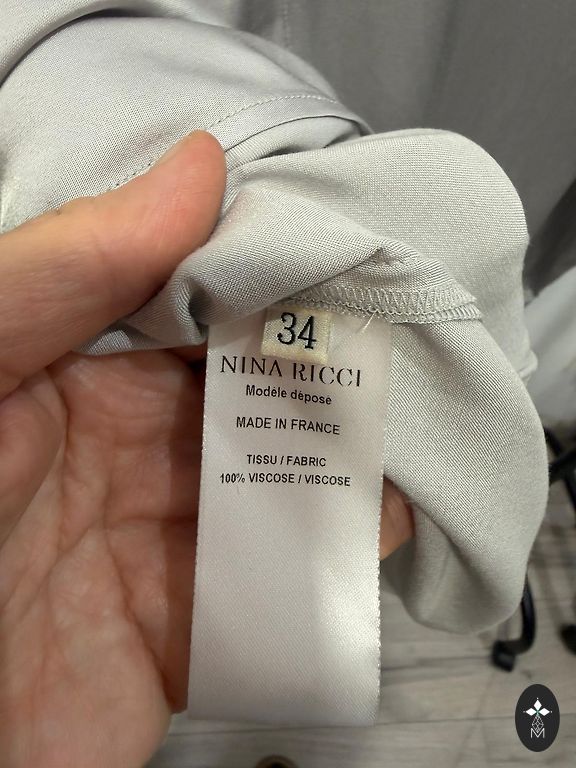 34
NINA RICCI
Modèle déposé
MADE IN FRANCE
TISSU / FABRIC
100% VISCOSE / VISCOSE
M